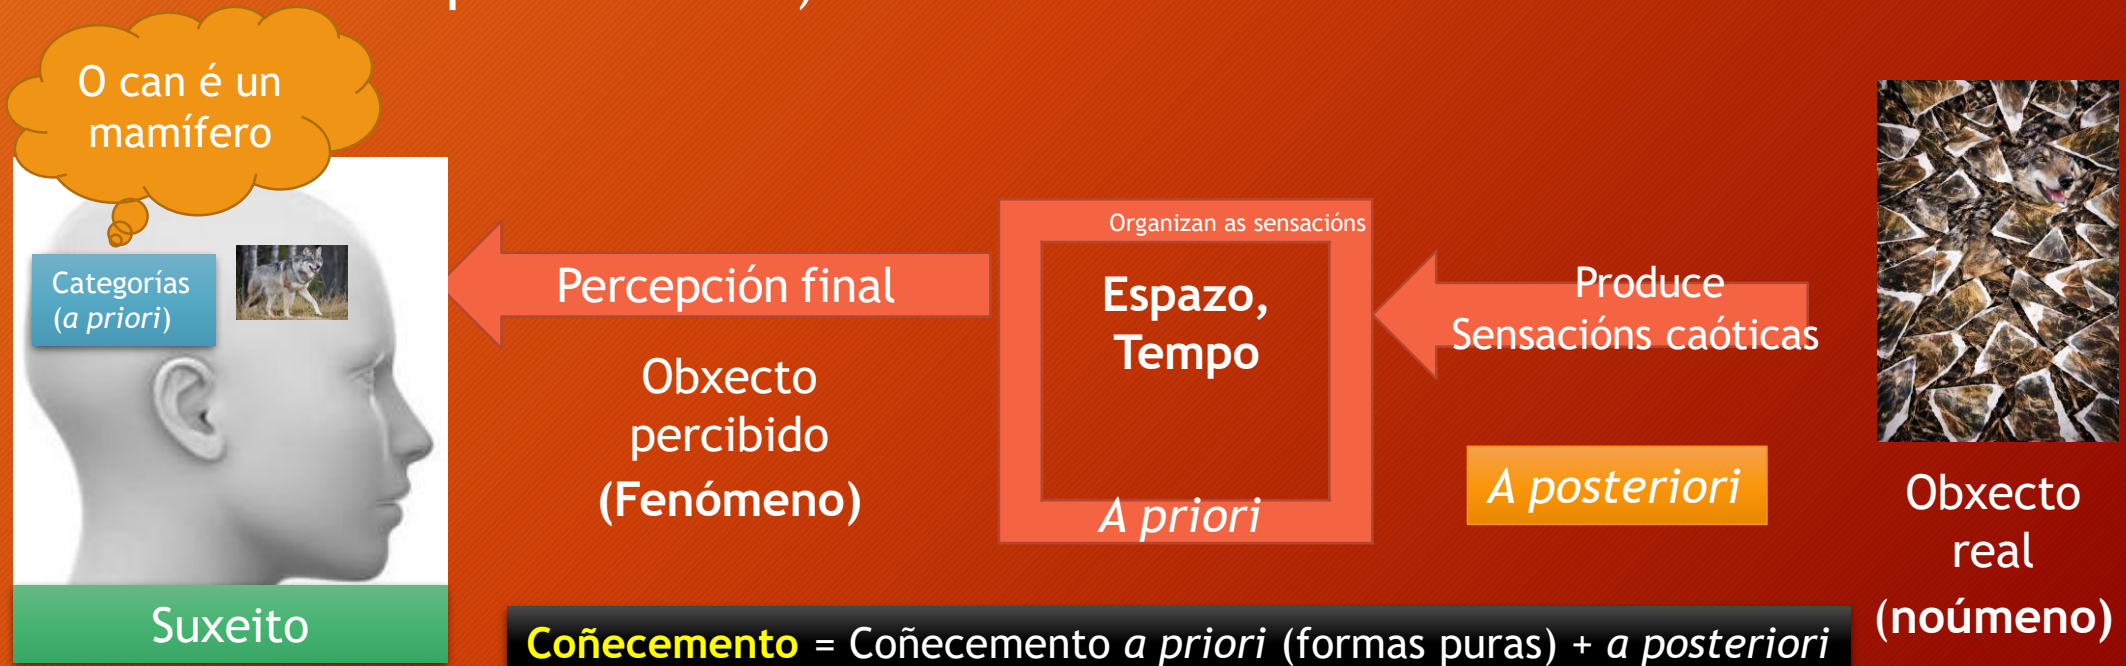 O can é un
mamífero
Categorías
(a priori)
Suxeito
Percepción final
Obxecto
percibido
(Fenómeno)
Organizan as sensacións
Espazo,
Tempo
A priori
Produce
Sensacións caóticas
A posteriori
Obxecto
real
(noúmeno)
Coñecemento = Coñecemento a priori (formas puras) + a posteriori